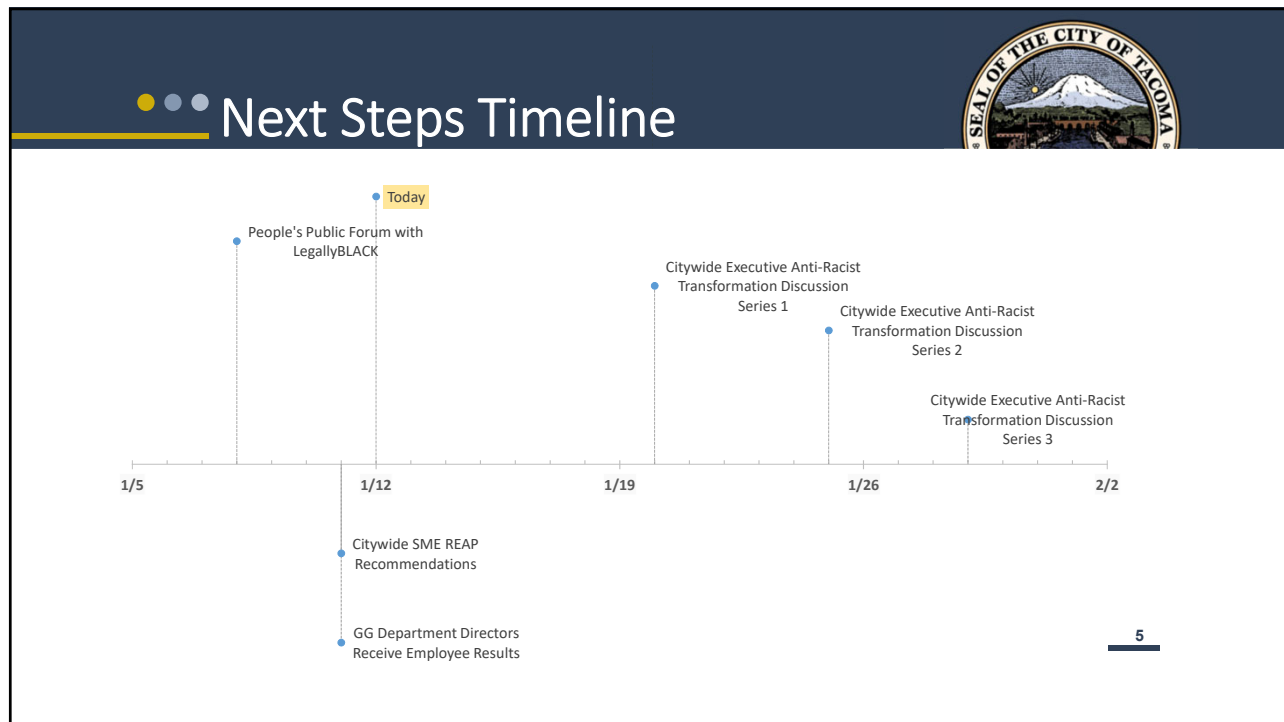 Next Steps Timeline
SEAL OF THE CITY OF TACOMA
Today
People's Public Forum with
LegallyBLACK
Citywide Executive Anti-Racist
Transformation Discussion
Series 1
Citywide Executive Anti-Racist
Transformation Discussion
Series 2
Citywide Executive Anti-Racist
Transformation Discussion
Series 3
1/5
1/12
1/19
1/26
2/2
Citywide SME REAP
Recommendations
GG Department Directors
Receive Employee Results
5